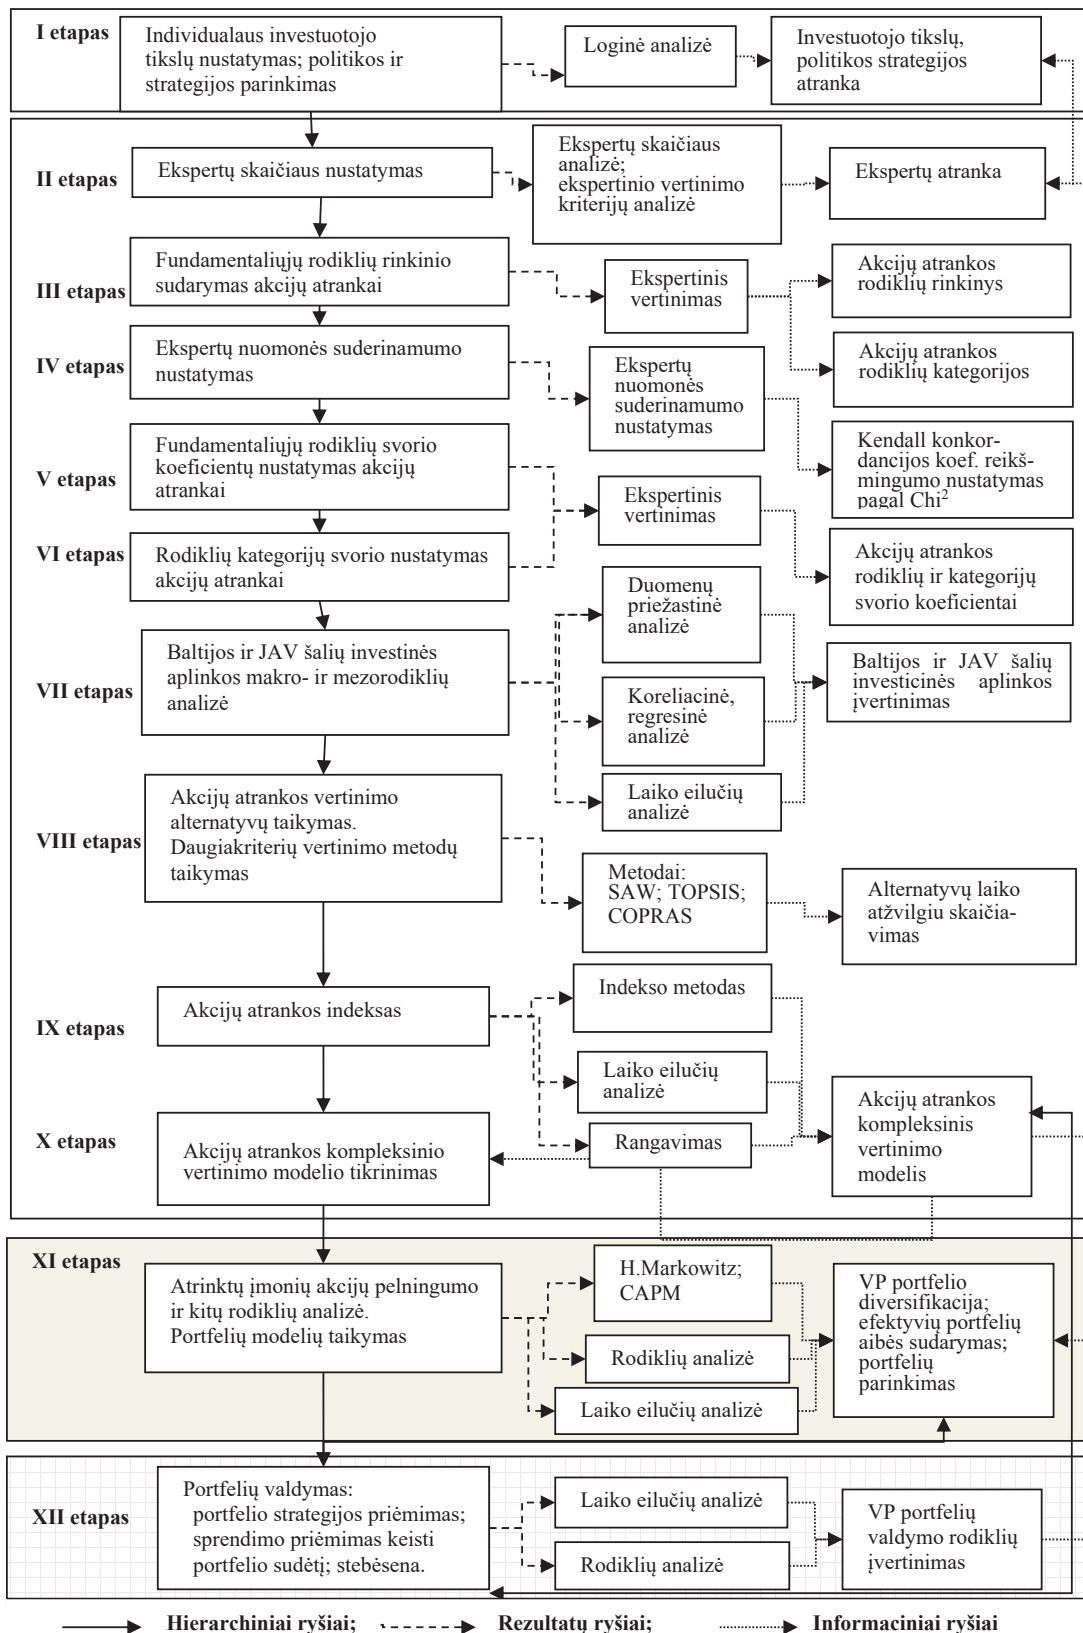 I etapas
Individualaus investuotojo
tikslų nustatymas; politikos ir
strategijos parinkimas
Loginė analizė
Investuotojo tikslų,
politikos strategijos
atranka
II etapas
Ekspertų skaičiaus nustatymas
Ekspertų skaičiaus
analizė;
ekspertinio vertinimo
kriterijų analizė
Ekspertų atranka
III etapas
Fundamentaliųjų rodiklių rinkinio
sudarymas akcijų atrankai
Ekspertinis
vertinimas
Akcijų atrankos
rodiklių rinkinys
Akcijų atrankos
rodiklių kategorijos
IV etapas
Ekspertų nuomonės suderinamumo
nustatymas
Ekspertų
nuomonės
suderinamumo
nustatymas
Kendall konkor-
dancijos koef. reikš-
mingumo nustatymas
pagal Chi²
V etapas
Fundamentaliųjų rodiklių svorio
koeficientų nustatymas akcijų
atrankai
Ekspertinis
vertinimas
VI etapas
Rodiklių kategorijų svorio nustatymas
akcijų atrankai
Akcijų atrankos
rodiklių ir kategorijų
svorio koeficientai
VII etapas
Baltijos ir JAV šalių investinės
aplinkos makro- ir mezorodiklių
analizė
Duomenų
priežastinė
analizė
Koreliacinė,
regresinė
analizė
Laiko eilučių
analizė
Baltijos ir JAV šalių
investicinės aplinkos
įvertinimas
VIII etapas
Akcijų atrankos vertinimo
alternatyvų taikymas.
Daugiakriterių vertinimo metodų
taikymas
Metodai:
SAW; TOPSIS;
COPRAS
Alternatyvų laiko
atžvilgiu skaičia-
vimas
IX etapas
Akcijų atrankos indeksas
Indekso metodas
Laiko eilučių
analizė
Rangavimas
Akcijų atrankos
kompleksinis
vertinimo
modelis
X etapas
Akcijų atrankos kompleksinio
vertinimo modelio tikrinimas
XI etapas
Atrinktų įmonių akcijų pelningumo
ir kitų rodiklių analizė.
Portfelių modelių taikymas
H.Markowitz;
CAPM
Rodiklių analizė
Laiko eilučių analizė
VP portfelio
diversifikacija;
efektyvių portfelių
aibės sudarymas;
portfelių
parinkimas
XII etapas
Portfelių valdymas:
portfelio strategijos priėmimas;
sprendimo priėmimas keisti
portfelio sudėtį; stebėsena.
Laiko eilučių analizė
Rodiklių analizė
VP portfelių
valdymo rodiklių
įvertinimas
Hierarchiniai ryšiai; Rezultatų ryšiai; Informaciniai ryšiai